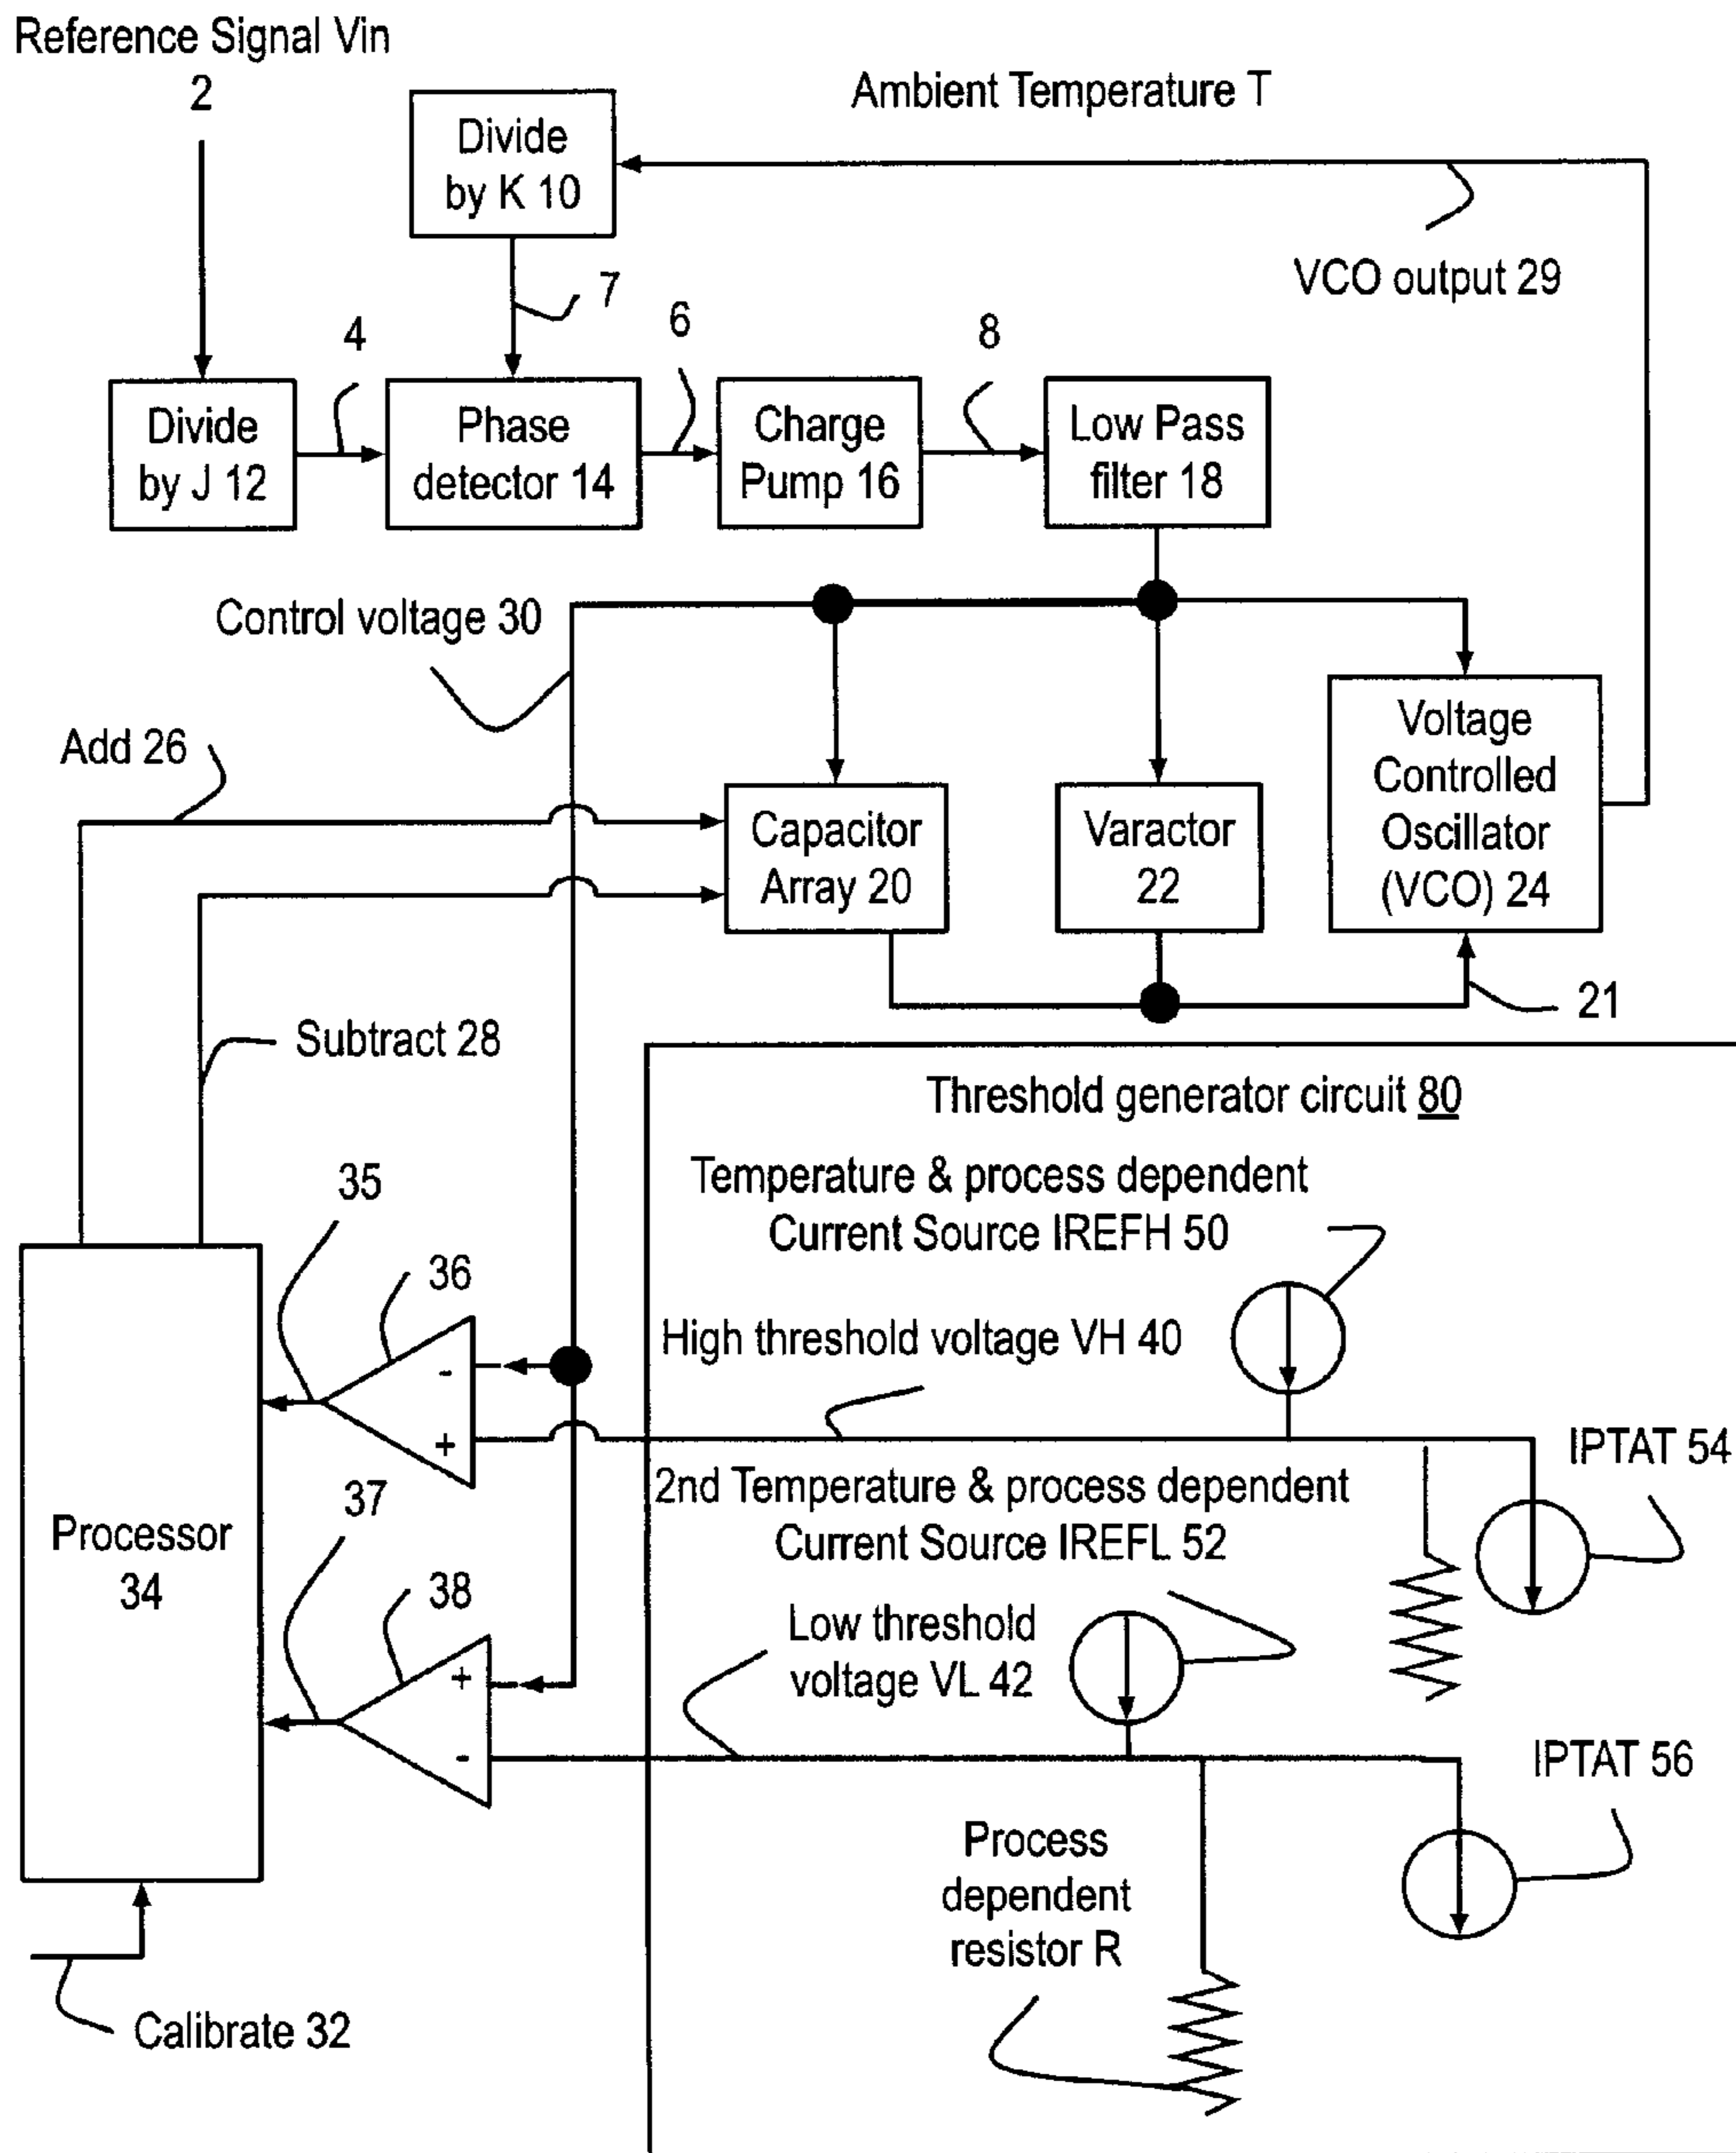 Reference Signal Vin
2
Ambient Temperature T
Divide
by K 10
VCO output 29
7
4
6
8
Divide
by J 12
Phase
detector 14
Charge
Pump 16
Low Pass
filter 18
Control voltage 30
Add 26
Voltage
Controlled
Oscillator
(VCO) 24
Capacitor
Array 20
Varactor
22
21
Subtract 28
Threshold generator circuit 80
Temperature & process dependent
Current Source IREFH 50
35
36
High threshold voltage VH 40
-
+
IPTAT 54
2nd Temperature & process dependent
Current Source IREFL 52
37
Processor
34
38
Low threshold
voltage VL 42
+
-
IPTAT 56
Process
dependent
resistor R
Calibrate 32